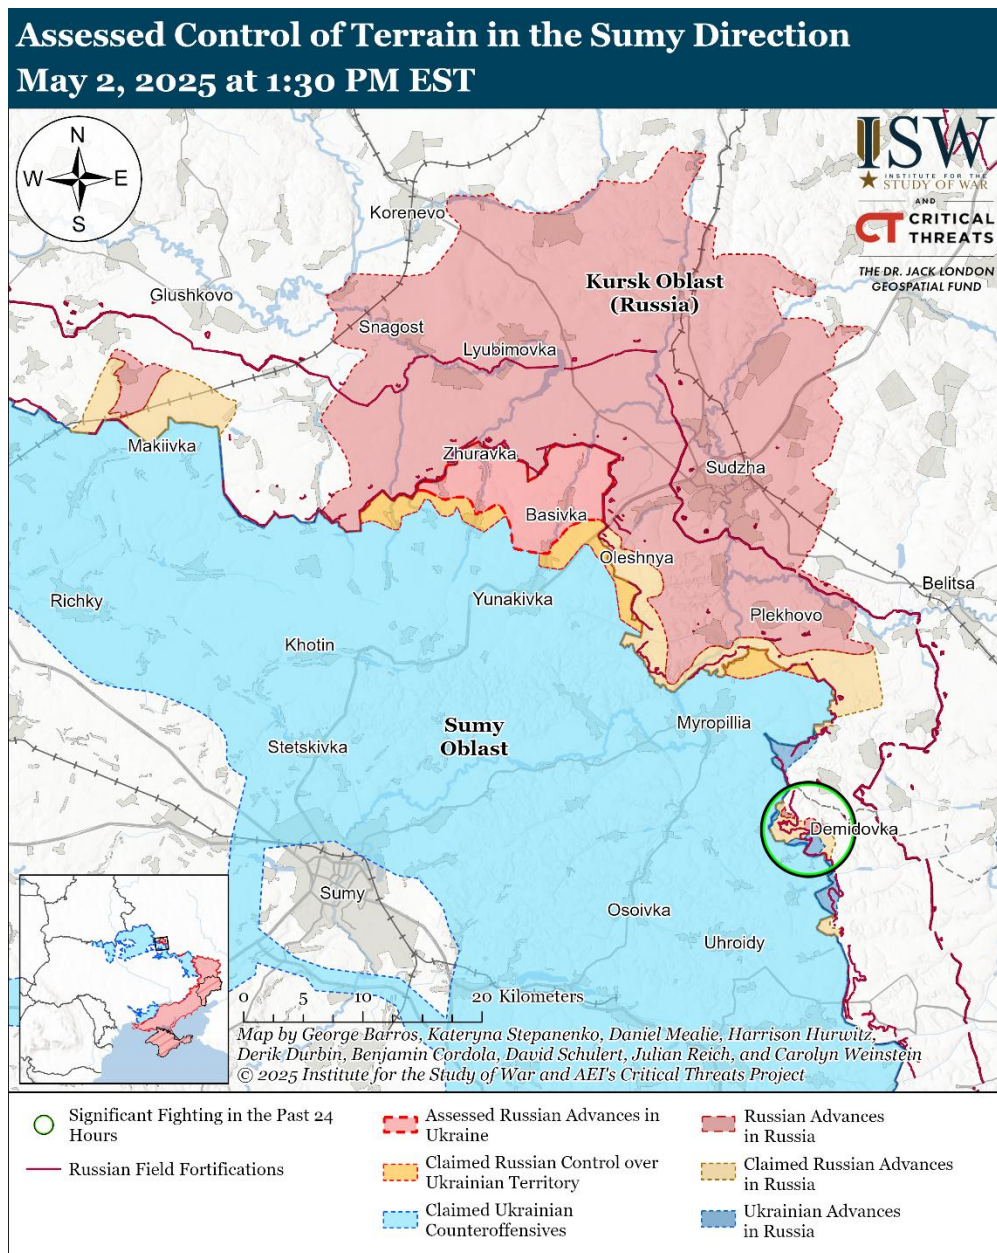 Assessed Control of Terrain in the Sumy Direction
May 2, 2025 at 1:30 PM EST
N
W
E
S
ISW
INSTITUTE FOR THE
STUDY OF WAR
AND
CT CRITICAL
THREATS
THE DR. JACK LONDON
GEOSPATIAL FUND
Korenevo
Kursk Oblast
(Russia)
Glushkovo
Snagost
Lyubimovka
Makiivka
Zhuravka
Sudzha
Basivka
Oleshnya
Belitsa
Richky
Yunakivka
Plekhovo
Khotin
Myropillia
Sumy
Oblast
Stetskivka
Demidovka
Sumy
Osoivka
Uhroidy
0 5 10 20 Kilometers
Map by George Barros, Kateryna Stepanenko, Daniel Mealie, Harrison Hurwitz,
Derik Durbin, Benjamin Cordola, David Schulert, Julian Reich, and Carolyn Weinstein
© 2025 Institute for the Study of War and AEI's Critical Threats Project
Significant Fighting in the Past 24
Hours
Russian Field Fortifications
Assessed Russian Advances in
Ukraine
Claimed Russian Control over
Ukrainian Territory
Claimed Ukrainian
Counteroffensives
Russian Advances
in Russia
Claimed Russian Advances
in Russia
Ukrainian Advances
in Russia